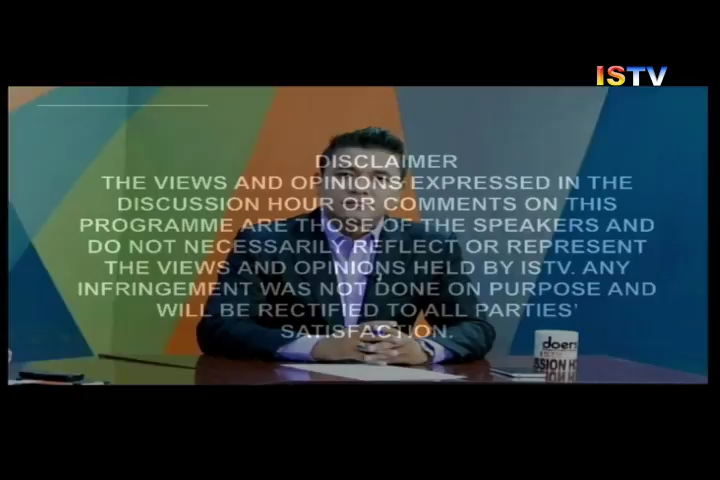 ISTV
DISCLAIMER
THE VIEWS AND OPINIONS EXPRESSED IN THE
DISCUSSION HOUR OR COMMENTS ON THIS
PROGRAMME ARE THOSE OF THE SPEAKERS AND
DO NOT NECESSARILY REFLECT OR REPRESENT
THE VIEWS AND OPINIONS HELD BY ISTV. ANY
INFRINGEMENT WAS NOT DONE ON PURPOSE AND
WILL BE RECTIFIED TO ALL PARTIES'
SATISFACTION.
doers
SSION H